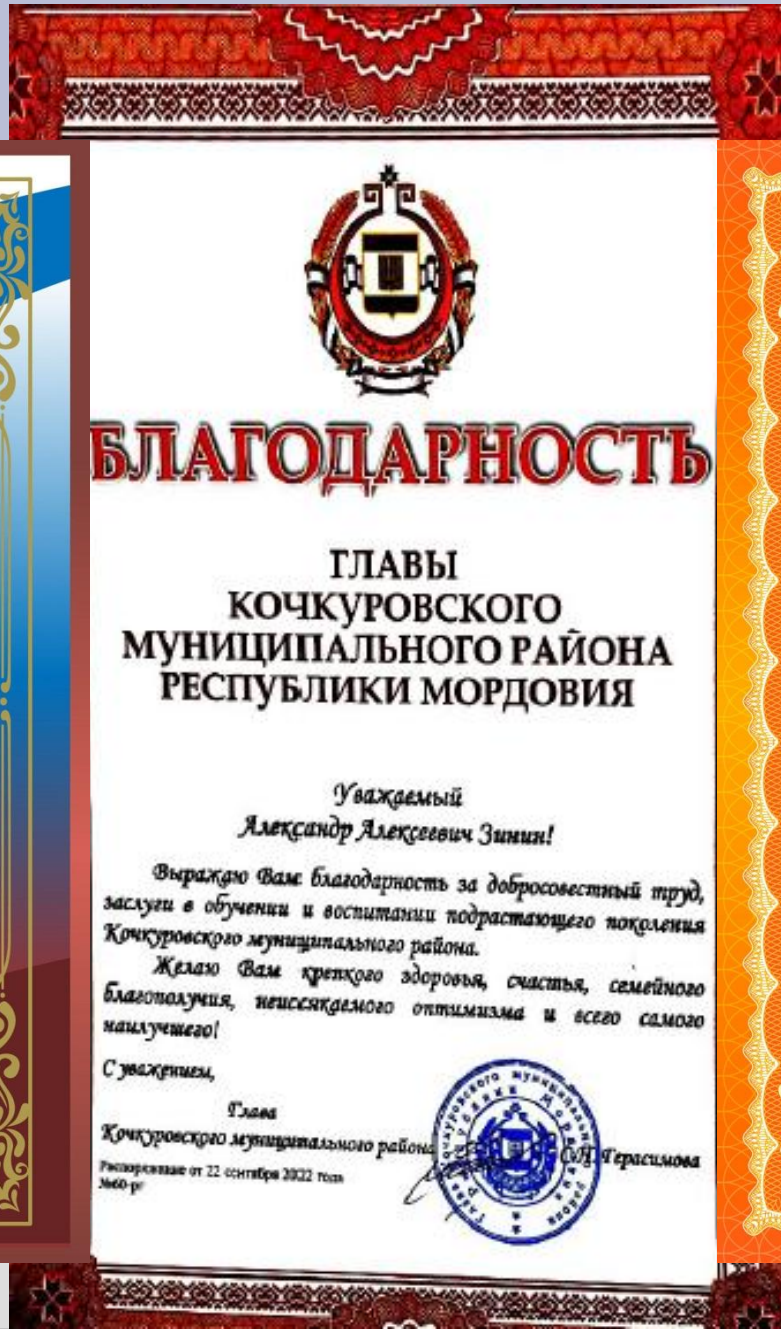 БЛАГОДАРНОСТЬ
ГЛАВЫ
КОЧКУРОВСКОГО
МУНИЦИПАЛЬНОГО РАЙОНА
РЕСПУБЛИКИ МОРДОВИЯ
Уважаемый
Александр Алексеевич Зинин!
Выражаю Вам благодарность за добросовестный труд,
заслуги в обучении и воспитании подрастающего поколения
Кочкуровского муниципального района.
Желаю Вам крепкого здоровья, счастья, семейного
благополучия, неиссякаемого оптимизма и всего самого
наилучшего!
С уважением,
Глава
Кочкуровского муниципального района
Герасимова
Распоряжение от 22 сентября 2022 года
№60-рг